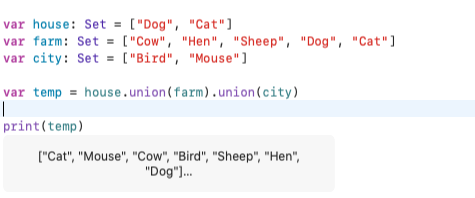 var house: Set = ["Dog", "Cat"]
var farm: Set = ["Cow", "Hen", "Sheep", "Dog", "Cat"]
var city: Set = ["Bird", "Mouse"]
var temp = house.union(farm).union(city)
print(temp)
["Cat", "Mouse", "Cow", "Bird", "Sheep", "Hen",
"Dog"]...